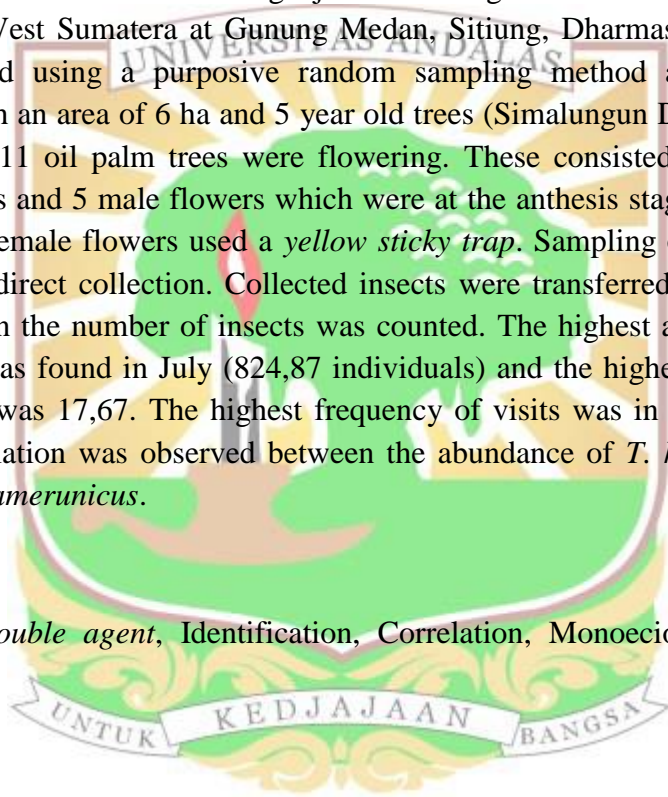 West Sumatera at Gunung Medan, Sitiung, Dharmas
UNIVERSITAS ANDALAS
d using a purposive random sampling method a
n an area of 6 ha and 5 year old trees (Simalungun D
11 oil palm trees were flowering. These consisted
s and 5 male flowers which were at the anthesis stag
female flowers used a yellow sticky trap. Sampling
direct collection. Collected insects were transferred
n the number of insects was counted. The highest a
as found in July (824,87 individuals) and the highe
was 17,67. The highest frequency of visits was in
lation was observed between the abundance of T.
amerunicus.
ouble agent, Identification, Correlation, Monoecio
UNTUK KEDJAJAAN BANGSA